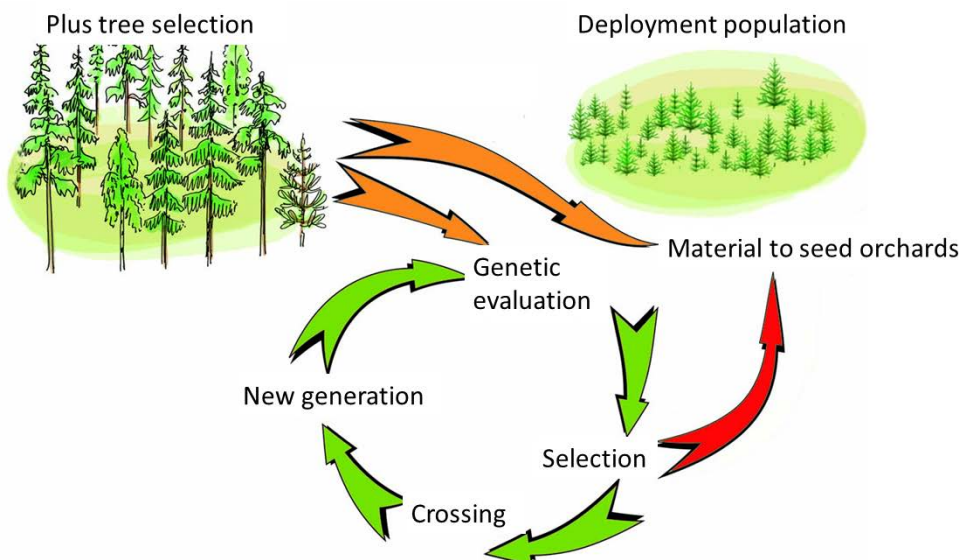 Plus tree selection
Deployment population
Material to seed orchards
Genetic
evaluation
New generation
Selection
Crossing